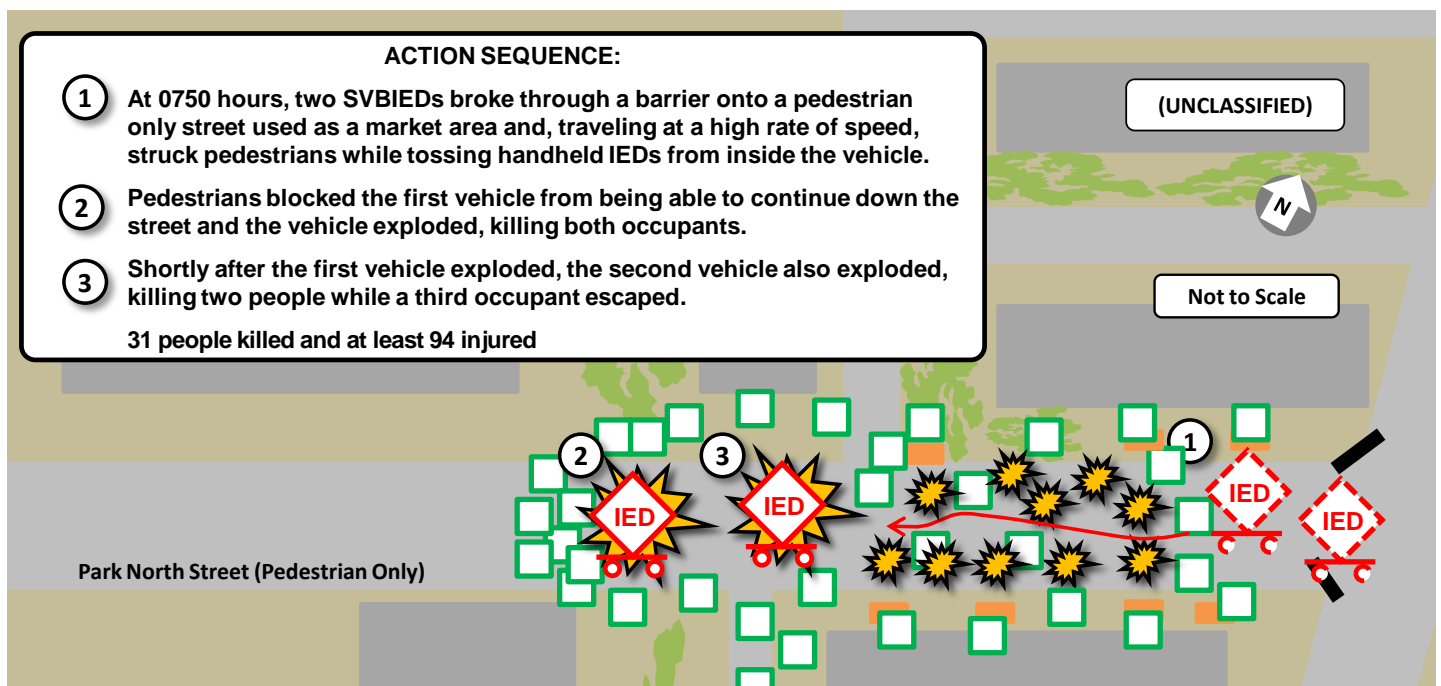 ACTION SEQUENCE:
1 At 0750 hours, two SVBIEDs broke through a barrier onto a pedestrian
only street used as a market area and, traveling at a high rate of speed,
struck pedestrians while tossing handheld IEDs from inside the vehicle.
2 Pedestrians blocked the first vehicle from being able to continue down the
street and the vehicle exploded, killing both occupants.
3 Shortly after the first vehicle exploded, the second vehicle also exploded,
killing two people while a third occupant escaped.
31 people killed and at least 94 injured
(UNCLASSIFIED)
N
Not to Scale
1
2
3
IED
IED
IED
IED
Park North Street (Pedestrian Only)